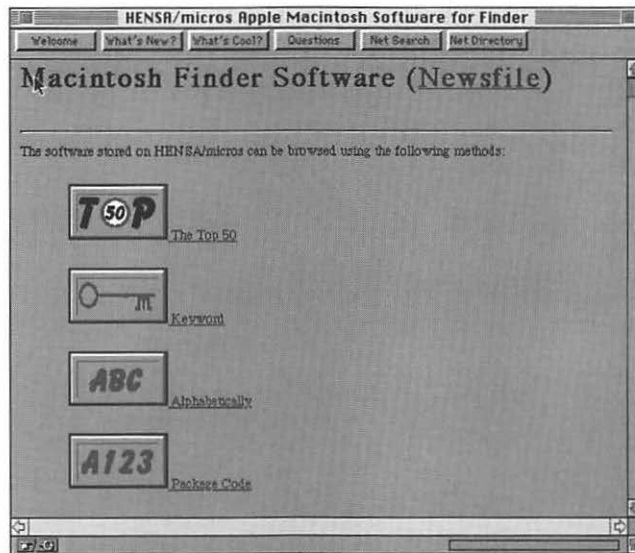 HENSA/micros Apple Macintosh Software for Finder
Welcome What's New? What's Cool? Questions Net Search Net Directory
Macintosh Finder Software (Newsfile)
The software stored on HENSA/micros can be browsed using the following methods:
TOP 50
The Top 50
Keyword
ABC
Alphabetically
A123
Package Code